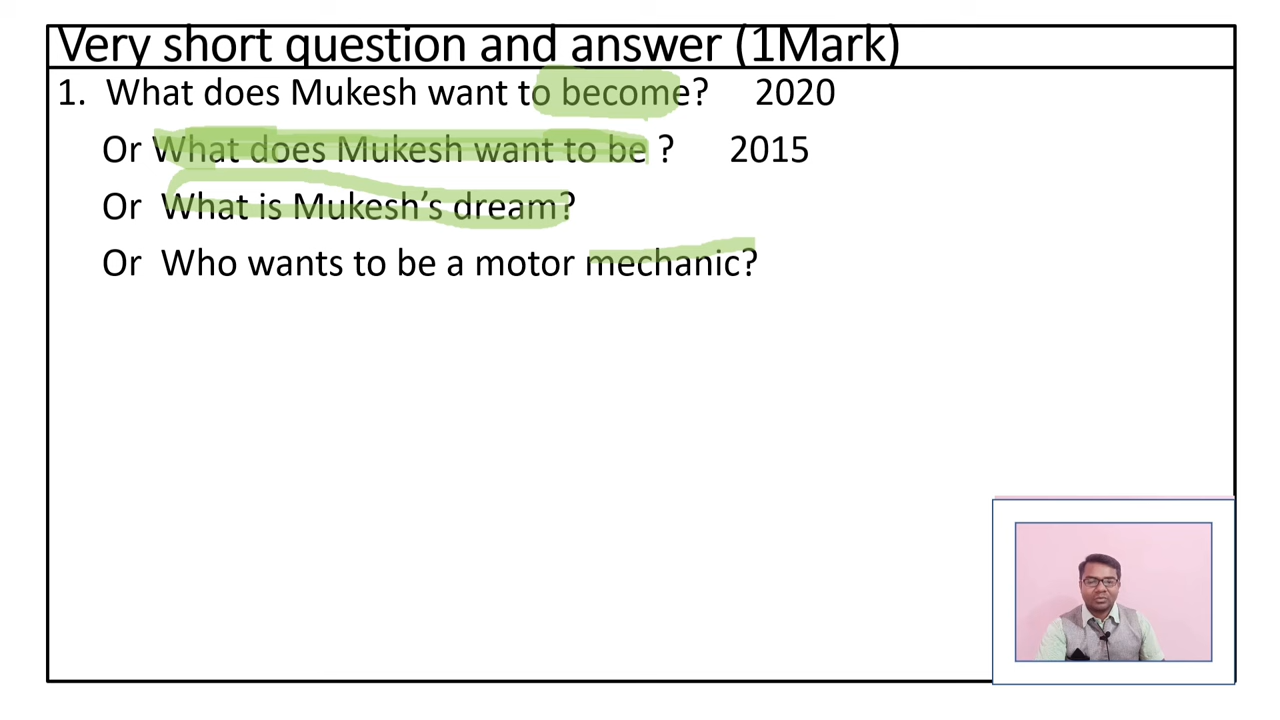 Very short question and answer (1Mark)
1. What does Mukesh want to become? 2020
Or What does Mukesh want to be ? 2015
Or What is Mukesh’s dream?
Or Who wants to be a motor mechanic?